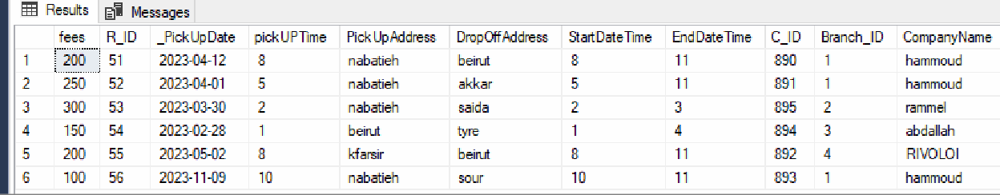 Results Messages
fees R_ID _PickUpDate pickUPTime PickUpAddress DropOffAddress StartDateTime EndDateTime C_ID Branch_ID CompanyName
1 200 51 2023-04-12 8 nabatieh beirut 8 11 890 1 hammoud
2 250 52 2023-04-01 5 nabatieh akkar 5 11 891 1 hammoud
3 300 53 2023-03-30 2 nabatieh saida 2 3 895 2 rammel
4 150 54 2023-02-28 1 beirut tyre 1 4 894 3 abdallah
5 200 55 2023-05-02 8 kfarsir beirut 8 11 892 4 RIVOLOI
6 100 56 2023-11-09 10 nabatieh sour 10 11 893 1 hammoud